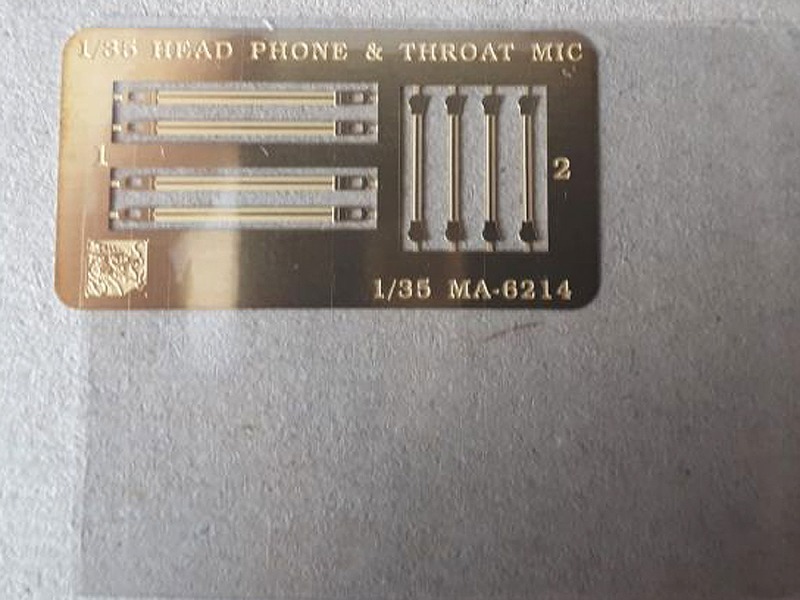 1/35 HEAD PHONE & THROAT MIC
1
2
1/35 MA-6214